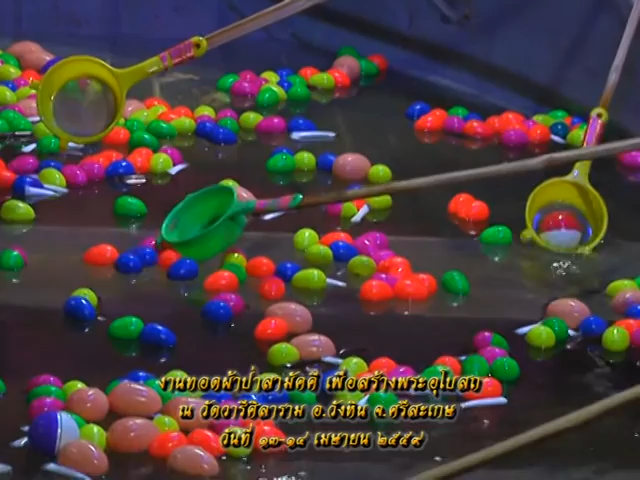 งานทอดผ้าป่าสามัคคี เพื่อสร้างพระอุโบสถ
ณ วัดวารีศิลาราม อ.วังหิน จ.ศรีสะเกษ
วันที่ ๑๓-๑๔ เมษายน ๒๕๕๙